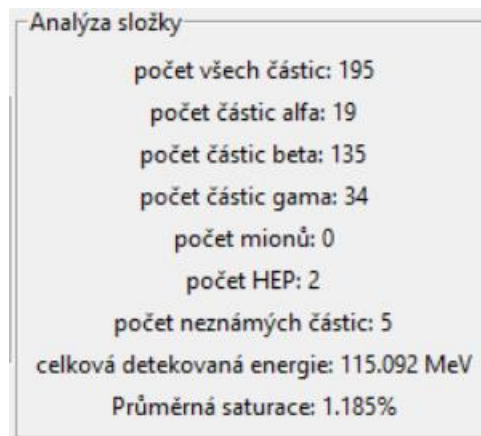 Analýza složky
počet všech částic: 195
počet částic alfa: 19
počet částic beta: 135
počet částic gama: 34
počet mionů: 0
počet HEP: 2
počet neznámých částic: 5
celková detekovaná energie: 115.092 MeV
Průměrná saturace: 1.185%